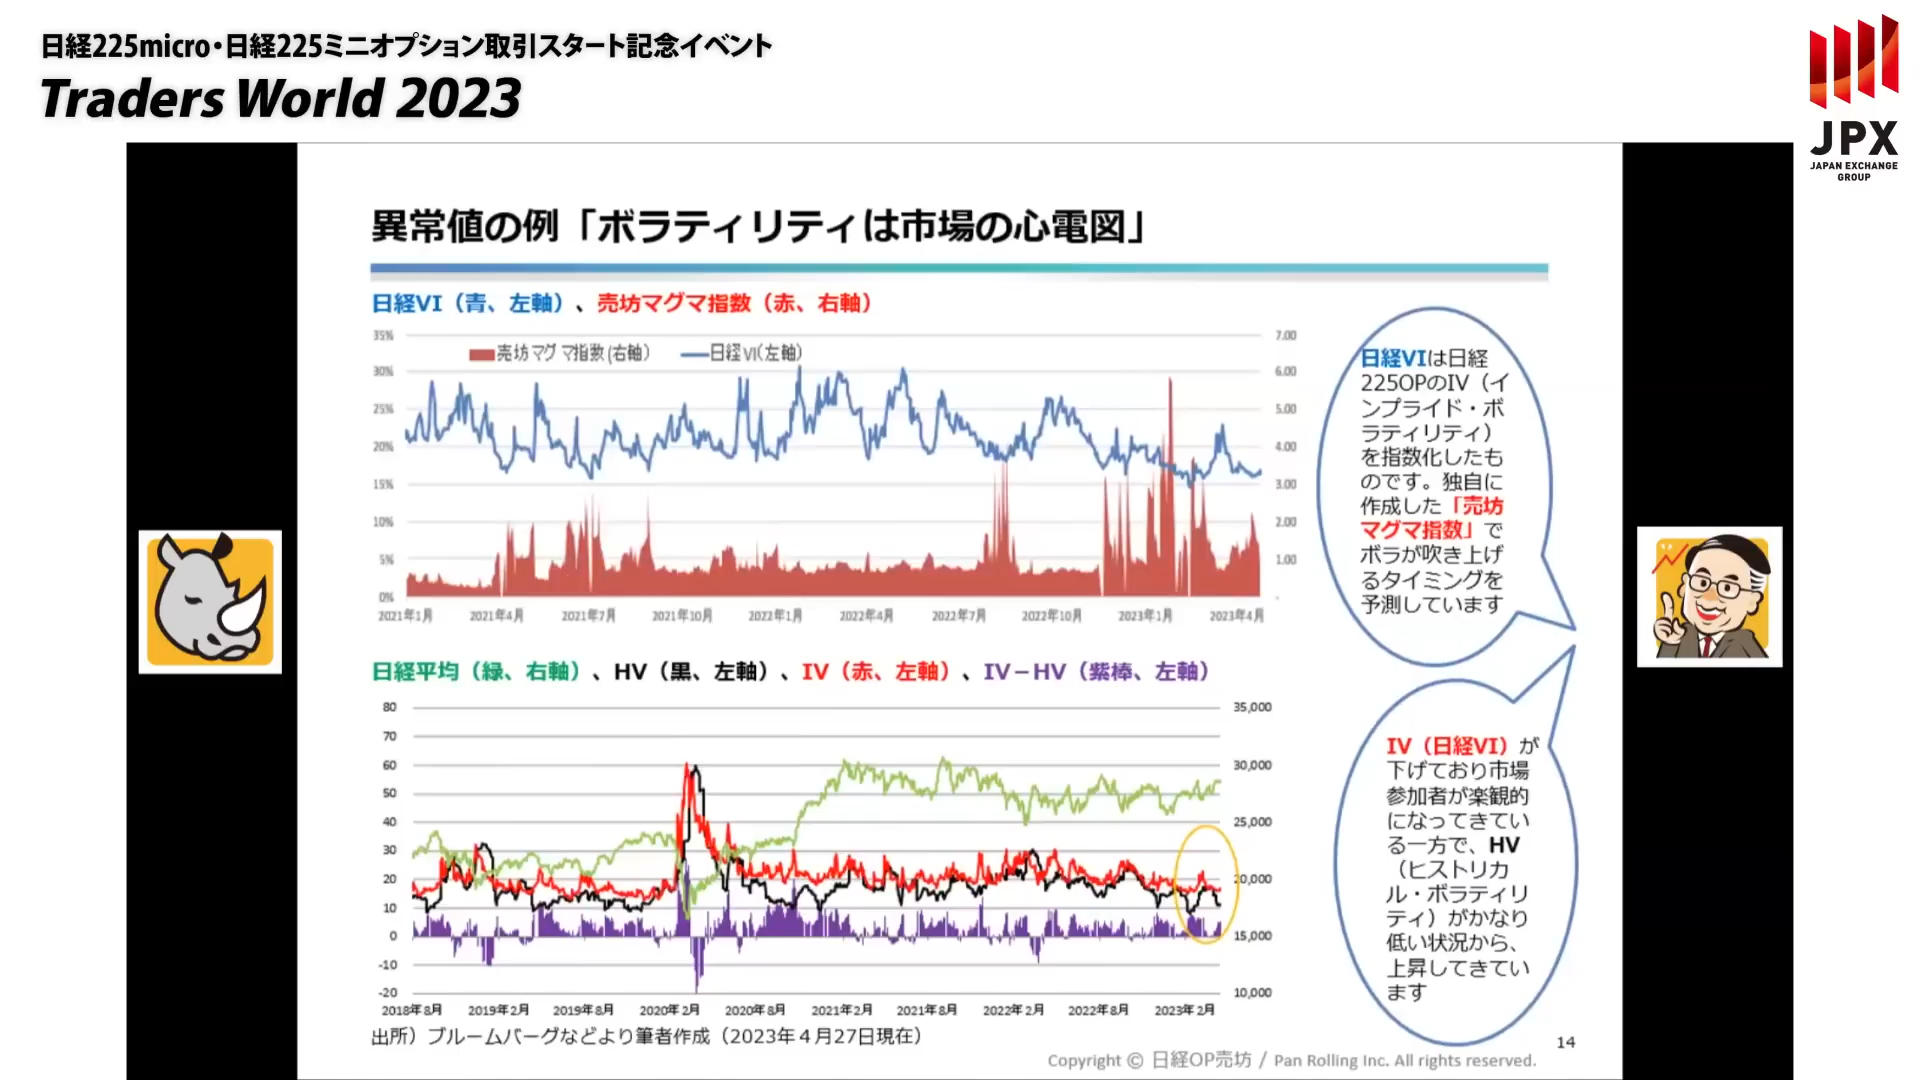 日経225micro・日経225ミニオプション取引スタート記念イベント
Traders World 2023
JPX
JAPAN EXCHANGE
GROUP
異常値の例「ボラティリティは市場の心電図」
日経VI（青、左軸）、売坊マグマ指数（赤、右軸）
35%
30%
25%
20%
15%
10%
5%
0%
売坊マグマ指数(右軸)
日経VI(左軸)
7.00
6.00
5.00
4.00
3.00
2.00
1.00
-
2021年1月 2021年4月 2021年7月 2021年10月 2022年1月 2022年4月 2022年7月 2022年10月 2023年1月 2023年4月
日経VIは日経
225OPのIV（イ
ンプライド・ボ
ラティリティ）
を指数化したも
のです。独自に
作成した「売坊
マグマ指数」で
ボラが吹き上げ
るタイミングを
予測しています
日経平均（緑、右軸）、HV（黒、左軸）、IV（赤、左軸）、IV－HV（紫棒、左軸）
80
70
60
50
40
30
20
10
0
-10
-20
35,000
30,000
25,000
20,000
15,000
10,000
2018年8月 2019年2月 2019年8月 2020年2月 2020年8月 2021年2月 2021年8月 2022年2月 2022年8月 2023年2月
IV（日経VI）が
下げており市場
参加者が楽観的
になってきてい
る一方で、HV
（ヒストリカ
ル・ボラティリ
ティ）がかなり
低い状況から、
上昇してきてい
ます
出所）ブルームバーグなどより筆者作成（2023年４月27日現在）
14
Copyright © 日経OP売坊 / Pan Rolling Inc. All rights reserved.